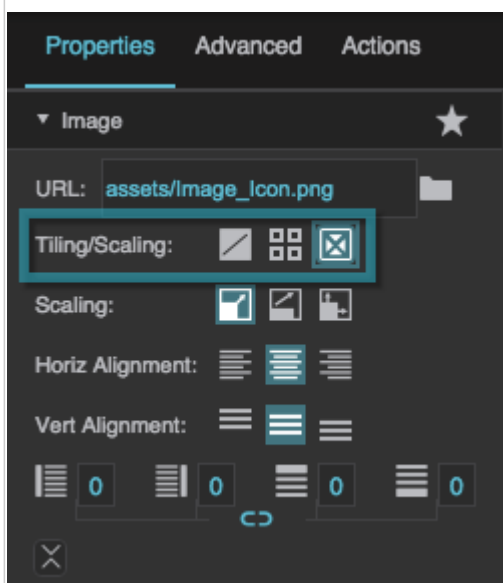 Properties Advanced Actions
Image
URL: assets/Image_Icon.png
Tiling/Scaling:
Scaling:
Horiz Alignment:
Vert Alignment:
0 0 0 0